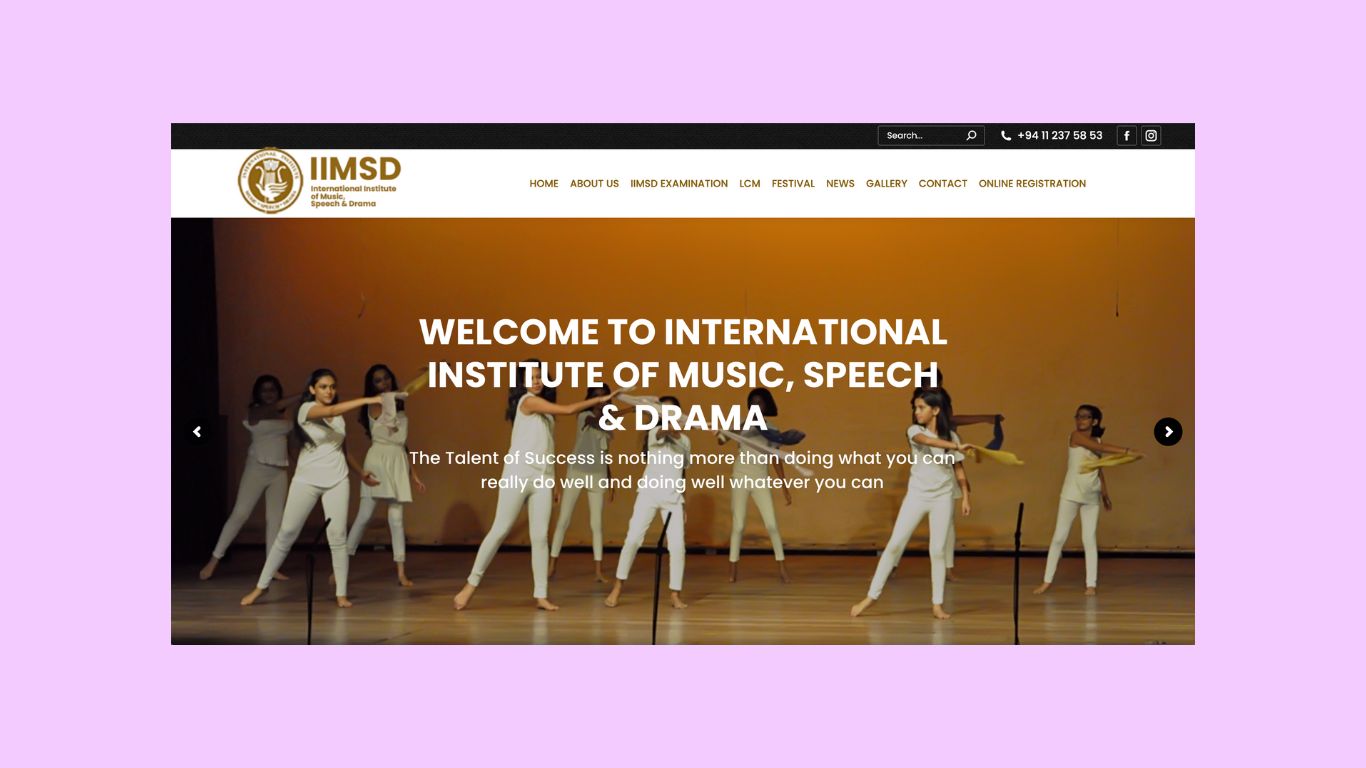 Search...
+94 11 237 58 53
IIMSD
International Institute
of Music,
Speech & Drama
HOME ABOUT US IIMSD EXAMINATION LCM FESTIVAL NEWS GALLERY CONTACT ONLINE REGISTRATION
WELCOME TO INTERNATIONAL
INSTITUTE OF MUSIC, SPEECH
& DRAMA
The Talent of Success is nothing more than doing what you can
really do well and doing well whatever you can